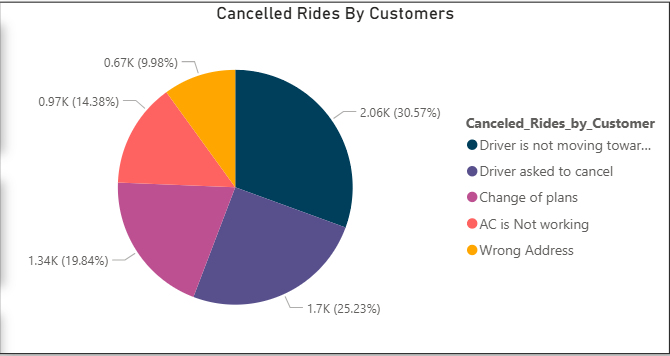 Cancelled Rides By Customers
0.67K (9.98%)
0.97K (14.38%)
2.06K (30.57%)
1.34K (19.84%)
1.7K (25.23%)
Canceled_Rides_by_Customer
Driver is not moving towar...
Driver asked to cancel
Change of plans
AC is Not working
Wrong Address